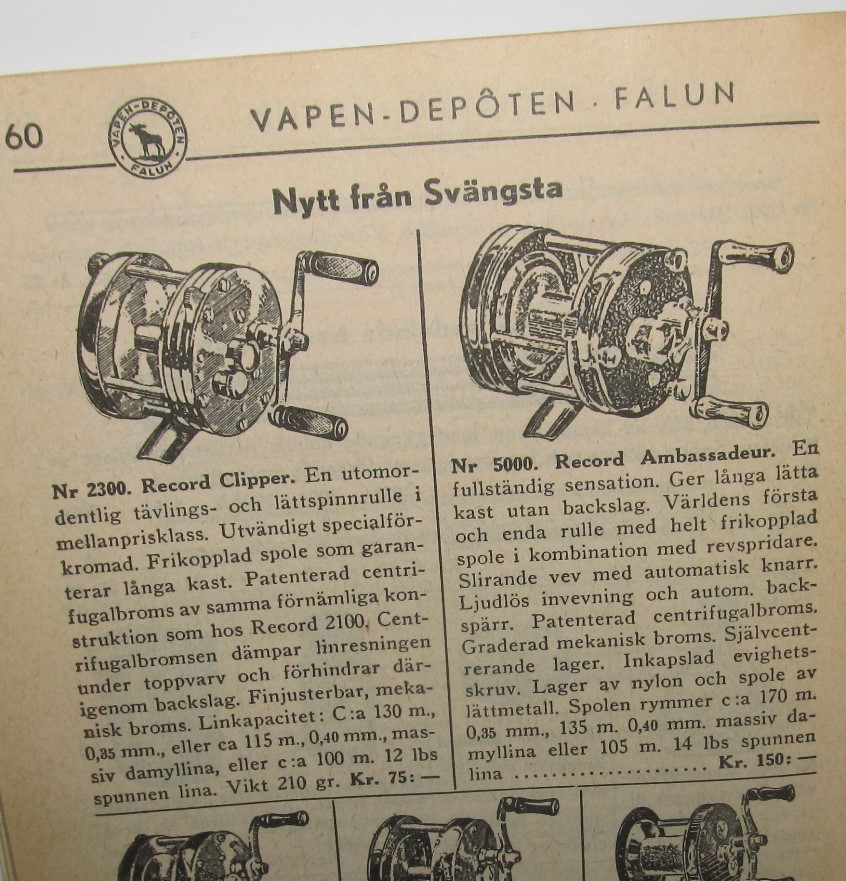 60
VAPEN-DEPÔTEN
FALUN
VAPEN-DEPÔTEN · FALUN
Nytt från Svängsta
Nr 2300. Record Clipper. En utomor-
dentlig tävlings- och lättspinnrulle i
mellanprisklass. Utvändigt specialför-
kromad. Frikopplad spole som garan-
terar långa kast. Patenterad centri-
fugalbroms av samma förnämliga kon-
struktion som hos Record 2100. Cent-
rifugalbromsen dämpar linresningen
under toppvarv och förhindrar där-
igenom backslag. Finjusterbar, meka-
nisk broms. Linkapacitet: C:a 130 m.,
0,35 mm., eller ca 115 m., 0,40 mm., mas-
siv damyllina, eller c:a 100 m. 12 lbs
spunnen lina. Vikt 210 gr. Kr. 75: —
Nr 5000. Record Ambassadeur. En
fullständig sensation. Ger långa lätta
kast utan backslag. Världens första
och enda rulle med helt frikopplad
spole i kombination med revspridare.
Slirande vev med automatisk knarr.
Ljudlös invevning och autom. back-
spärr. Patenterad centrifugalbroms.
Graderad mekanisk broms. Självcent-
rerande lager. Inkapslad evighets-
skruv. Lager av nylon och spole av
lättmetall. Spolen rymmer c:a 170 m.
0,35 mm., 135 m. 0,40 mm. massiv da-
myllina eller 105 m. 14 lbs spunnen
lina .................... Kr. 150: —